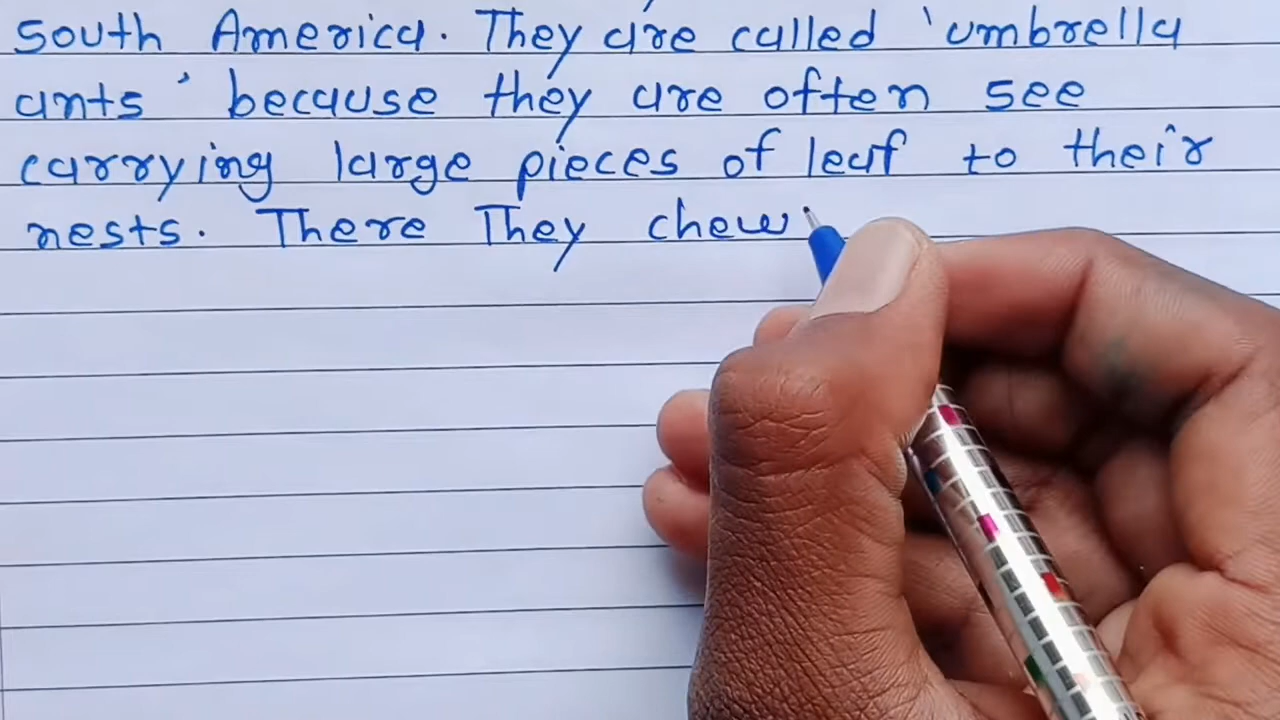 South America. They are called 'umbrella
ants' because they are often see
carrying large pieces of leaf to their
nests. There They chew